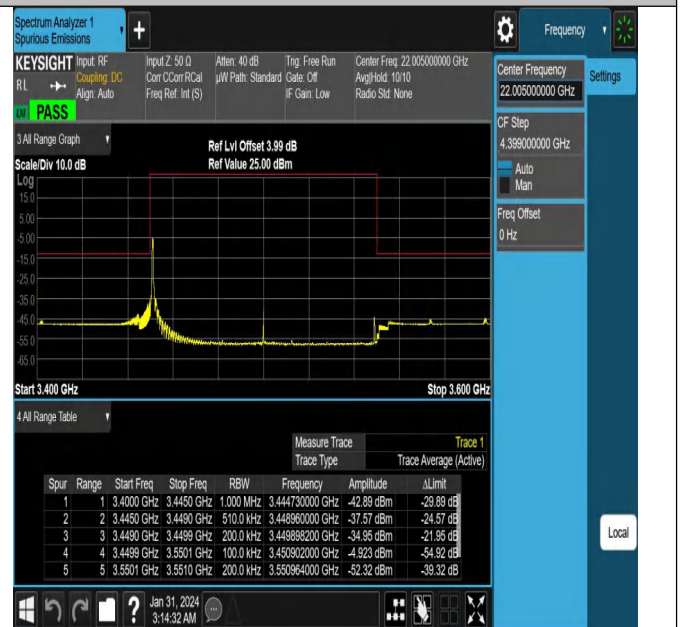 Spectrum Analyzer 1
Spurious Emissions
+
Frequency
KEYSIGHT Input: RF Input Z: 50 Ω Atten: 40 dB Trig: Free Run Center Freq: 22.005000000 GHz
RL Coupling: DC Corr CCorr RCal µW Path: Standard Gate: Off Avg|Hold: 10/10
Align: Auto Freq Ref: Int (S) IF Gain: Low Radio Std: None
LXI PASS
Center Frequency
22.005000000 GHz
Settings
CF Step
4.399000000 GHz
Auto
Man
Freq Offset
0 Hz
3 All Range Graph
Ref Lvl Offset 3.99 dB
Scale/Div 10.0 dB Ref Value 25.00 dBm
Log
15.0
5.00
-5.00
-15.0
-25.0
-35.0
-45.0
-55.0
-65.0
Start 3.400 GHz Stop 3.600 GHz
4 All Range Table
Measure Trace Trace 1
Trace Type Trace Average (Active)
Spur Range Start Freq Stop Freq RBW Frequency Amplitude ΔLimit
1 1 3.4000 GHz 3.4450 GHz 1.000 MHz 3.444730000 GHz -42.89 dBm -29.89 dB
2 2 3.4450 GHz 3.4490 GHz 510.0 kHz 3.448960000 GHz -37.57 dBm -24.57 dB
3 3 3.4490 GHz 3.4499 GHz 200.0 kHz 3.449898200 GHz -34.95 dBm -21.95 dB
4 4 3.4499 GHz 3.5501 GHz 100.0 kHz 3.450902000 GHz -4.923 dBm -54.92 dB
5 5 3.5501 GHz 3.5510 GHz 200.0 kHz 3.550964000 GHz -52.32 dBm -39.32 dB
Local
? Jan 31, 2024
3:14:32 AM